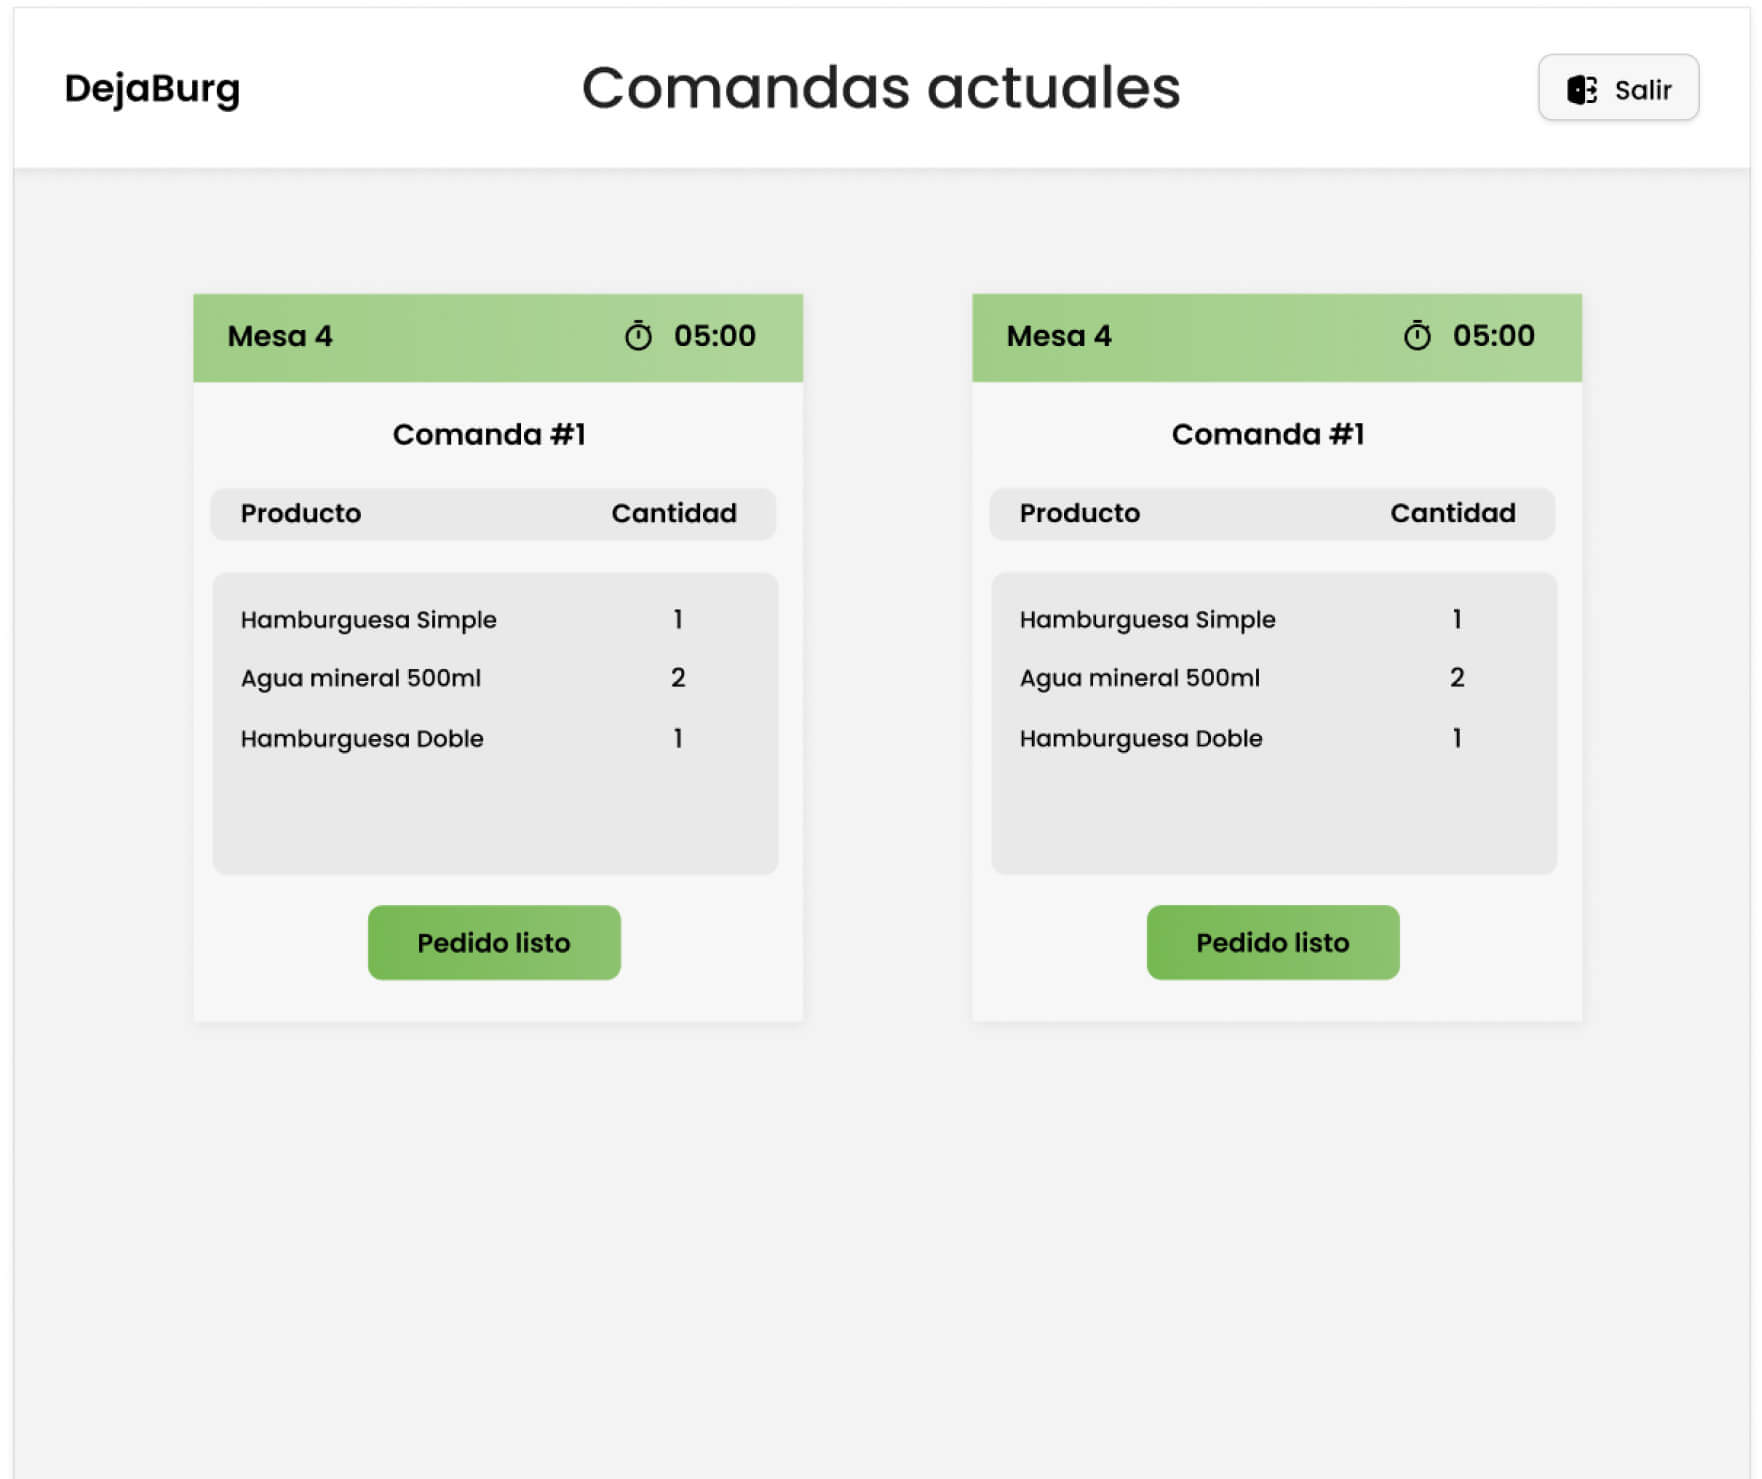 DejaBurg
Comandas actuales
Salir
Mesa 4
05:00
Comanda #1
Producto Cantidad
Hamburguesa Simple 1
Agua mineral 500ml 2
Hamburguesa Doble 1
Pedido listo
Mesa 4
05:00
Comanda #1
Producto Cantidad
Hamburguesa Simple 1
Agua mineral 500ml 2
Hamburguesa Doble 1
Pedido listo